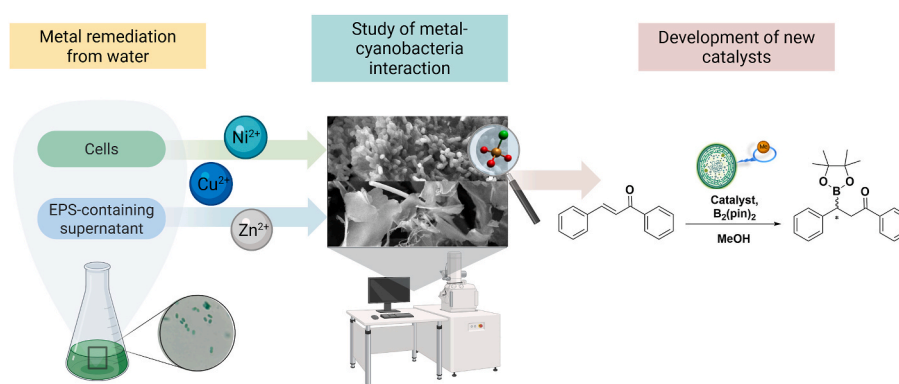 Metal remediation
from water
Study of metal-
cyanobacteria
interaction
Development of new
catalysts
Cells
EPS-containing
supernatant
Ni²⁺
Cu²⁺
Zn²⁺
O
Catalyst,
B₂(pin)₂
MeOH
O
O
B
O
*